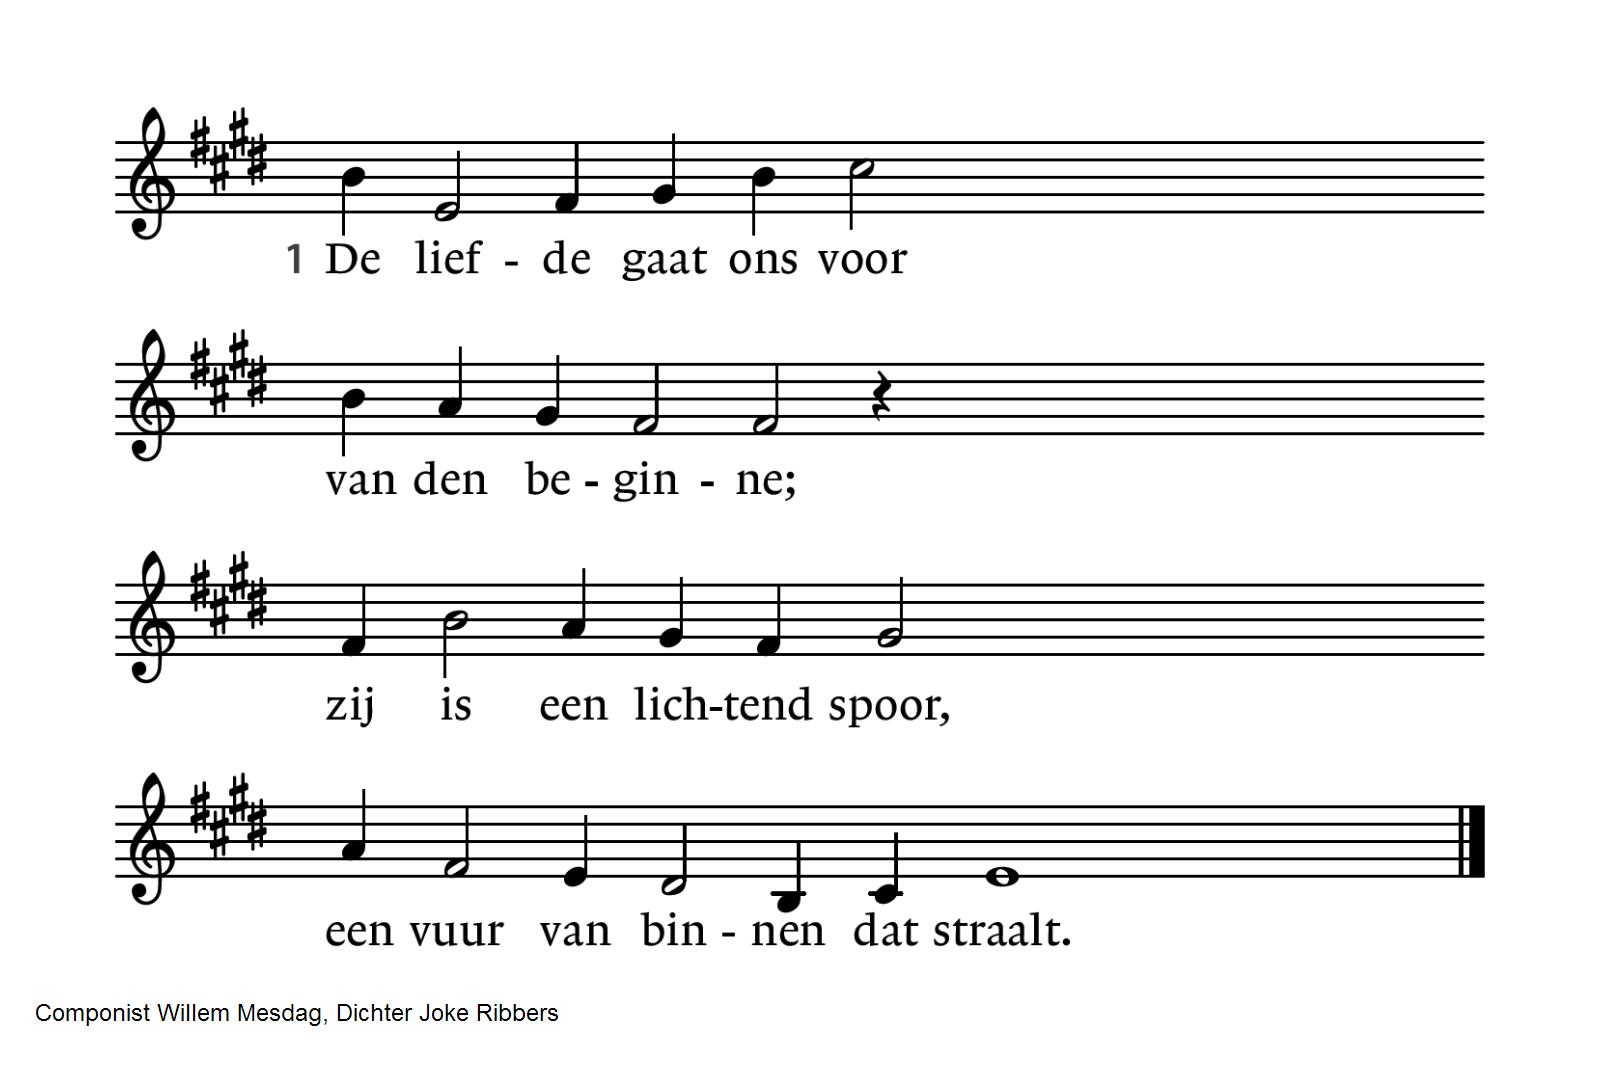 1 De lief - de gaat ons voor
van den be - gin - ne;
zij is een lich-tend spoor,
een vuur van bin - nen dat straalt.
Componist Willem Mesdag, Dichter Joke Ribbers